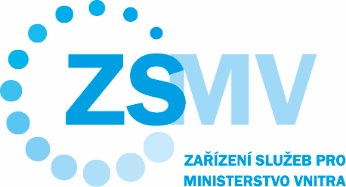 ZSMV
ZAŘÍZENÍ SLUŽEB PRO
MINISTERSTVO VNITRA